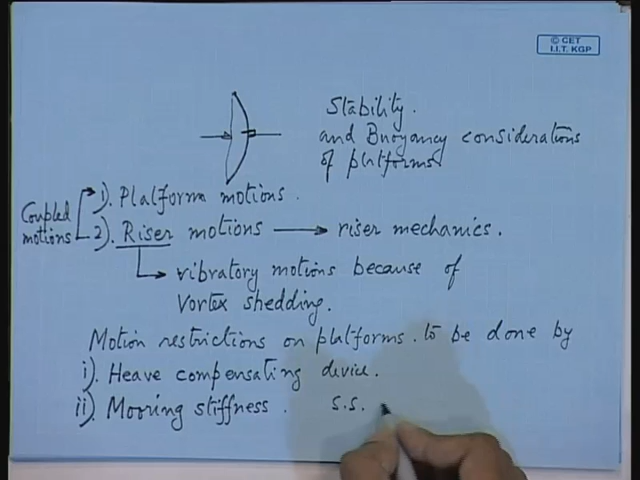 © CET
I.I.T. KGP
Stability.
and Buoyancy considerations
of platforms
Coupled motions
1). Platform motions.
2). Riser motions → riser mechanics.
vibratory motions because of
Vortex shedding.
Motion restrictions on platforms. to be done by
i). Heave compensating device.
ii). Mooring stiffness. S.S.